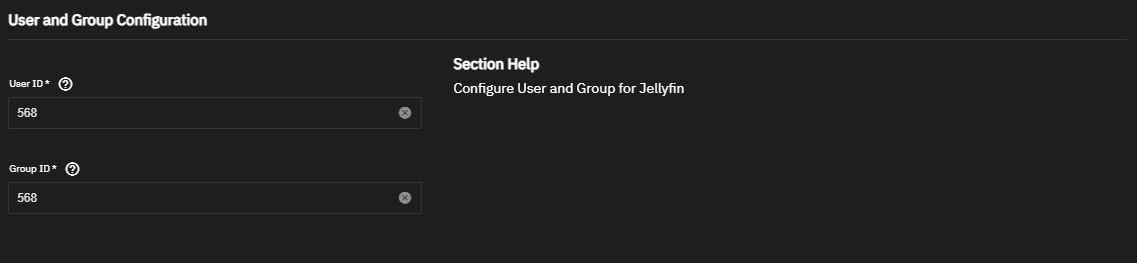 User and Group Configuration
Section Help
Configure User and Group for Jellyfin
User ID *
568
Group ID *
568